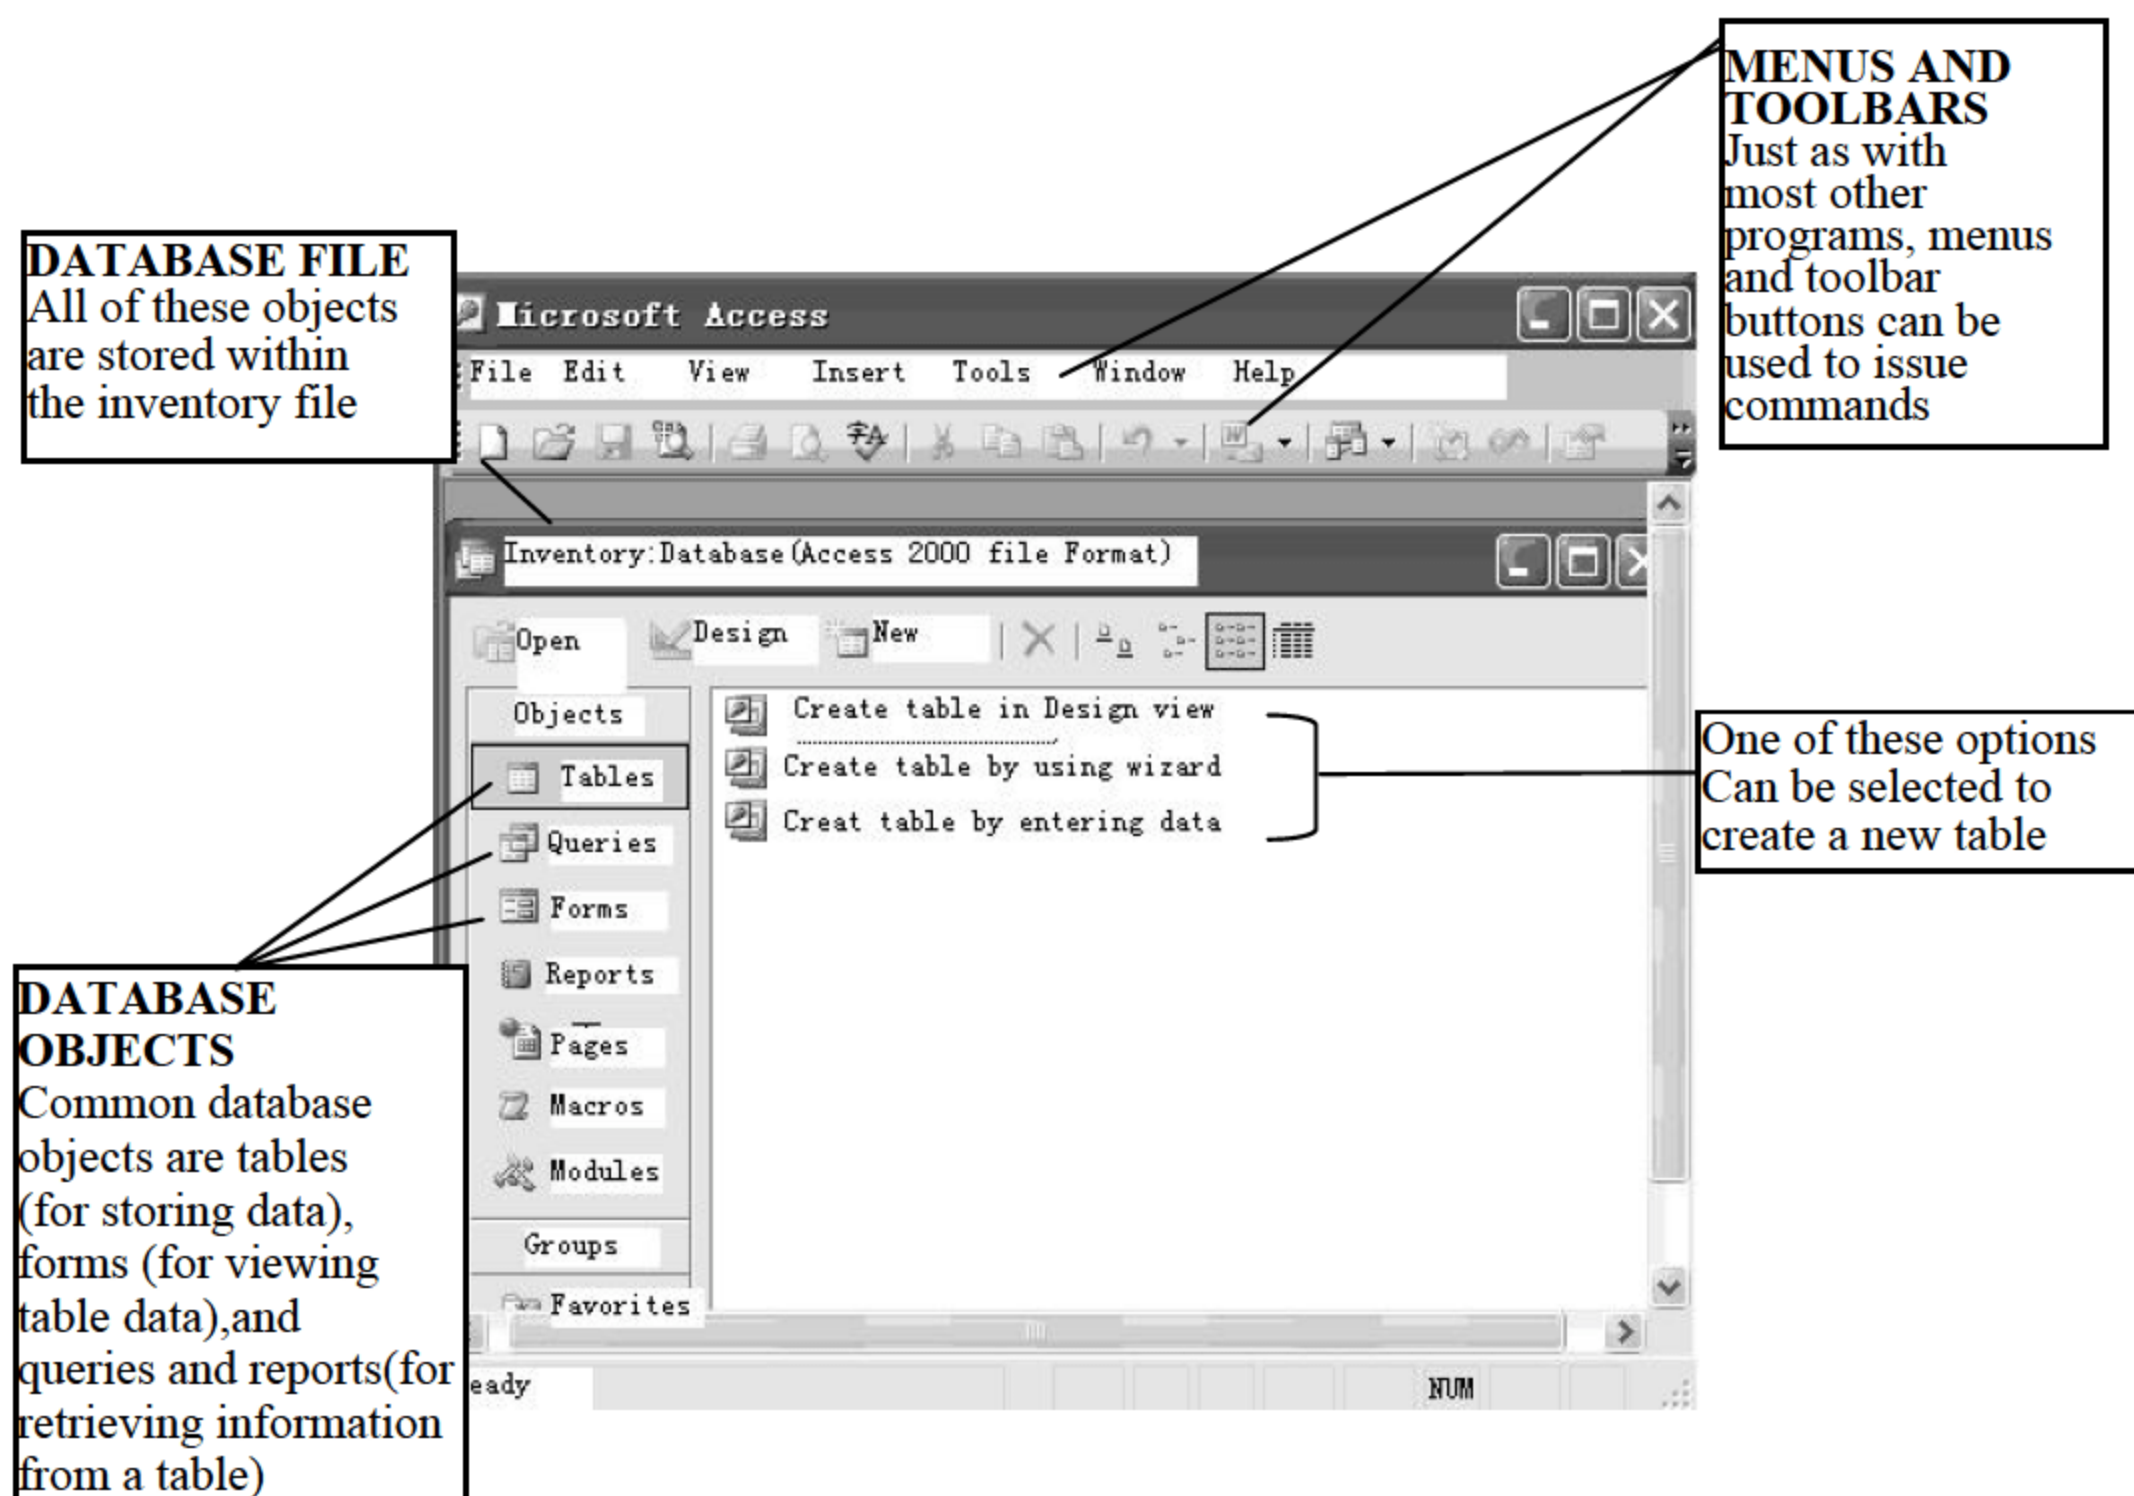 MENUS AND
TOOLBARS
Just as with
most other
programs, menus
and toolbar
buttons can be
used to issue
commands
DATABASE FILE
All of these objects
are stored within
the inventory file
Microsoft Access
File Edit View Insert Tools Window Help
Inventory:Database(Access 2000 file Format)
Open Design New
Objects
Tables
Queries
Forms
Reports
Pages
Macros
Modules
Groups
Favorites
Create table in Design view
Create table by using wizard
Creat table by entering data
One of these options
Can be selected to
create a new table
DATABASE
OBJECTS
Common database
objects are tables
(for storing data),
forms (for viewing
table data),and
queries and reports(for
retrieving information
from a table)
eady NUM